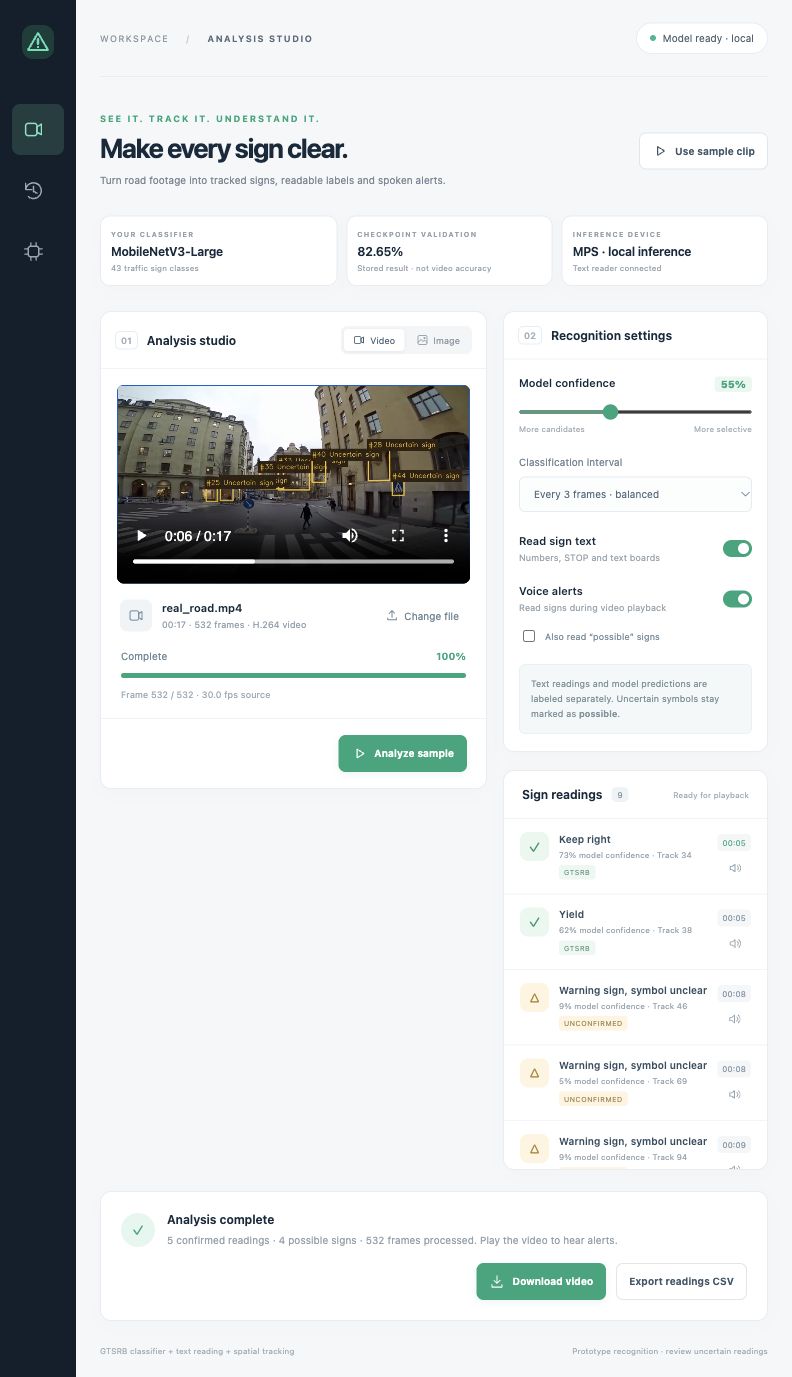 WORKSPACE / ANALYSIS STUDIO
Model ready · local
SEE IT. TRACK IT. UNDERSTAND IT.
Make every sign clear.
Turn road footage into tracked signs, readable labels and spoken alerts.
Use sample clip
YOUR CLASSIFIER
MobileNetV3-Large
43 traffic sign classes
CHECKPOINT VALIDATION
82.65%
Stored result · not video accuracy
INFERENCE DEVICE
MPS · local inference
Text reader connected
01 Analysis studio
Video
Image
#28 Uncertain sign
#40 Uncertain sign
#35 Uncertain
#44 Uncertain sign
#25 Uncertain sign
0:06 / 0:17
real_road.mp4
00:17 · 532 frames · H.264 video
Change file
Complete
100%
Frame 532 / 532 · 30.0 fps source
Analyze sample
02 Recognition settings
Model confidence
55%
More candidates
More selective
Classification interval
Every 3 frames · balanced
Read sign text
Numbers, STOP and text boards
Voice alerts
Read signs during video playback
Also read “possible” signs
Text readings and model predictions are
labeled separately. Uncertain symbols stay
marked as possible.
Sign readings 9
Ready for playback
Keep right
00:05
73% model confidence · Track 34
GTSRB
Yield
00:05
62% model confidence · Track 38
GTSRB
Warning sign, symbol unclear
00:08
9% model confidence · Track 46
UNCONFIRMED
Warning sign, symbol unclear
00:08
5% model confidence · Track 69
UNCONFIRMED
Warning sign, symbol unclear
00:09
9% model confidence · Track 94
Analysis complete
5 confirmed readings · 4 possible signs · 532 frames processed. Play the video to hear alerts.
Download video
Export readings CSV
GTSRB classifier + text reading + spatial tracking
Prototype recognition · review uncertain readings